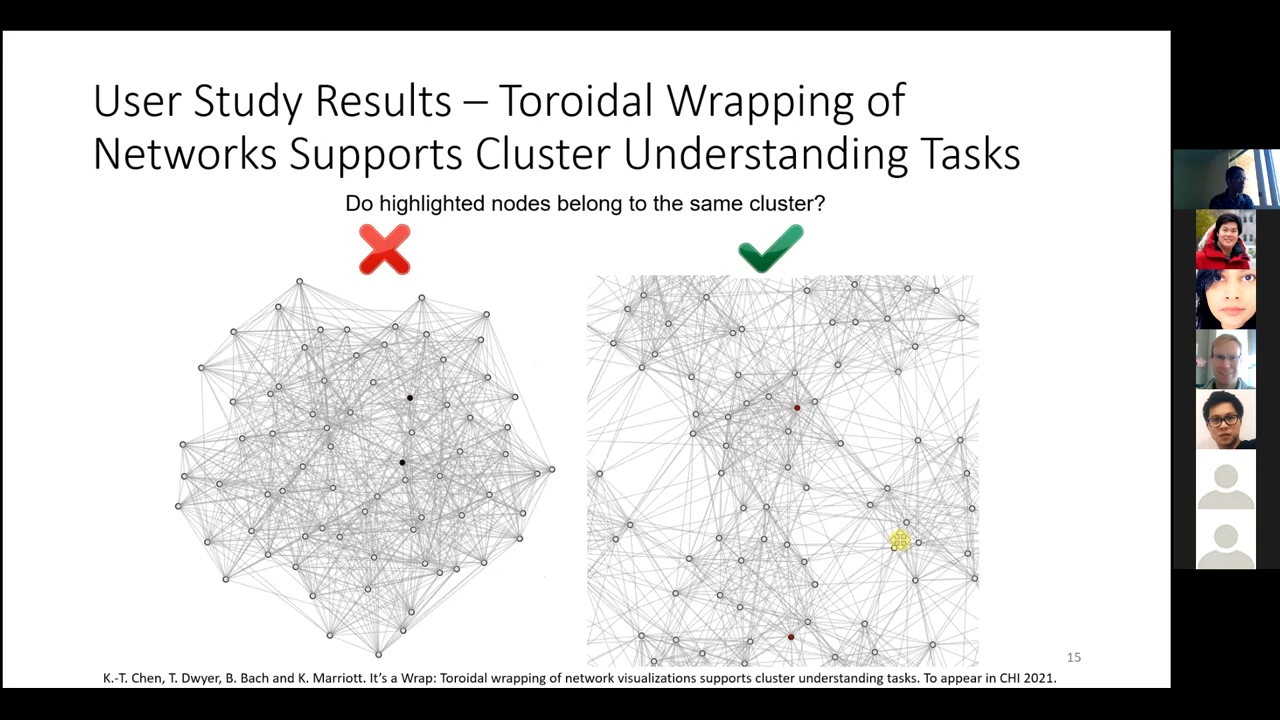 User Study Results – Toroidal Wrapping of
Networks Supports Cluster Understanding Tasks
Do highlighted nodes belong to the same cluster?
15
K.-T. Chen, T. Dwyer, B. Bach and K. Marriott. It’s a Wrap: Toroidal wrapping of network visualizations supports cluster understanding tasks. To appear in CHI 2021.